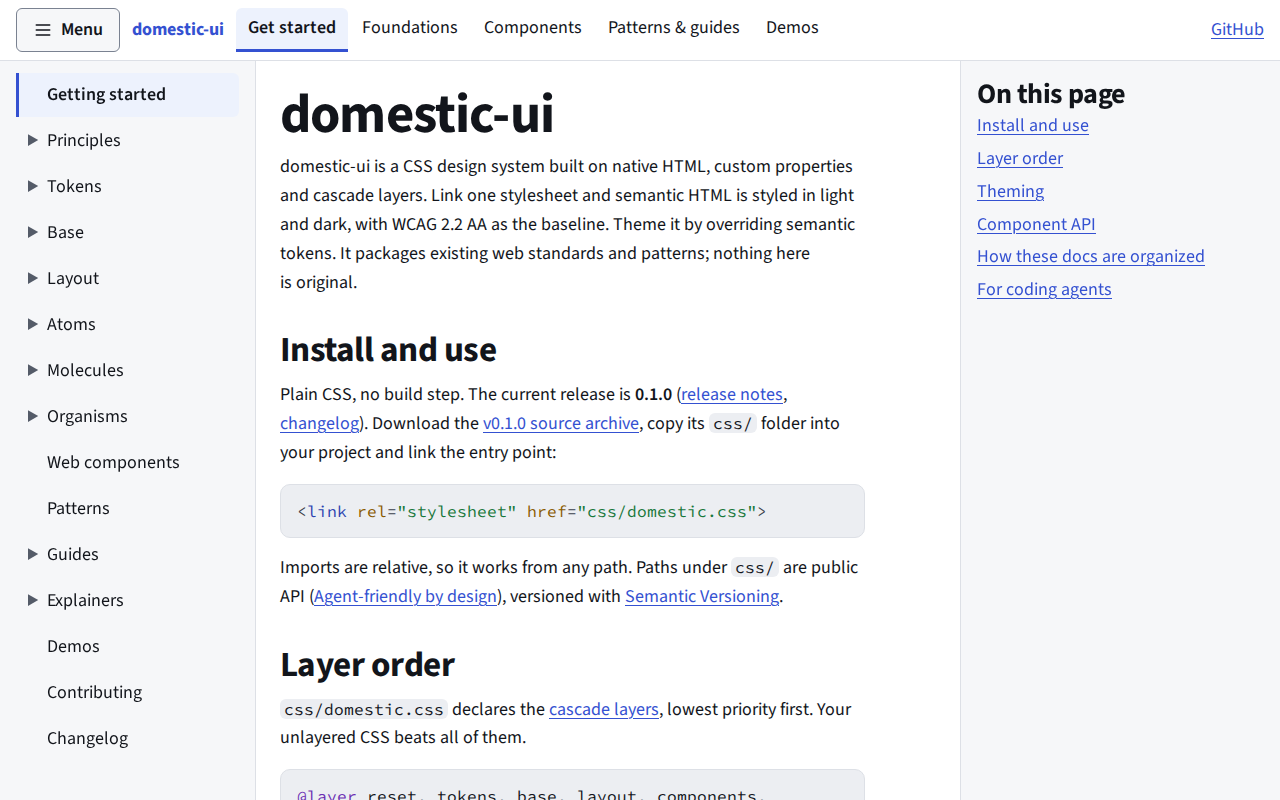 Menu
domestic-ui
Get started
Foundations
Components
Patterns & guides
Demos
GitHub
Getting started
Principles
Tokens
Base
Layout
Atoms
Molecules
Organisms
Web components
Patterns
Guides
Explainers
Demos
Contributing
Changelog
domestic-ui
domestic-ui is a CSS design system built on native HTML, custom properties
and cascade layers. Link one stylesheet and semantic HTML is styled in light
and dark, with WCAG 2.2 AA as the baseline. Theme it by overriding semantic
tokens. It packages existing web standards and patterns; nothing here
is original.
Install and use
Plain CSS, no build step. The current release is 0.1.0 (release notes,
changelog). Download the v0.1.0 source archive, copy its css/ folder into
your project and link the entry point:
<link rel="stylesheet" href="css/domestic.css">
Imports are relative, so it works from any path. Paths under css/ are public
API (Agent-friendly by design), versioned with Semantic Versioning.
Layer order
css/domestic.css declares the cascade layers, lowest priority first. Your
unlayered CSS beats all of them.
@layer reset, tokens, base, layout, components,
On this page
Install and use
Layer order
Theming
Component API
How these docs are organized
For coding agents